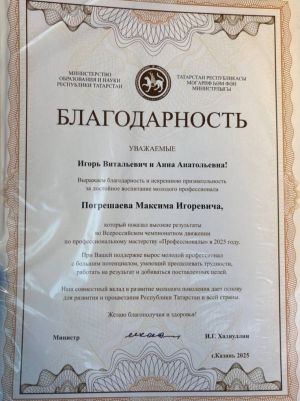 МИНИСТЕРСТВО
ОБРАЗОВАНИЯ И НАУКИ
РЕСПУБЛИКИ ТАТАРСТАН
ТАТАРСТАН РЕСПУБЛИКАСЫ
МӘГАРИФ ҺӘМ ФӘН
МИНИСТРЛЫГЫ
БЛАГОДАРНОСТЬ
УВАЖАЕМЫЕ
Игорь Витальевич и Анна Анатольевна!
Выражаем благодарность и искреннюю признательность
за достойное воспитание молодого профессионала
Погрешаева Максима Игоревича,
который показал высокие результаты
во Всероссийском чемпионатном движении
по профессиональному мастерству «Профессионалы» в 2025 году.
При Вашей поддержке вырос молодой профессионал
с большим потенциалом, умеющий преодолевать трудности,
работать на результат и добиваться поставленных целей.
Наш совместный вклад в развитие молодого поколения дает основу
для развития и процветания Республики Татарстан и всей страны.
Желаю благополучия и здоровья!
Министр
И.Г. Хадиуллин
г.Казань 2025